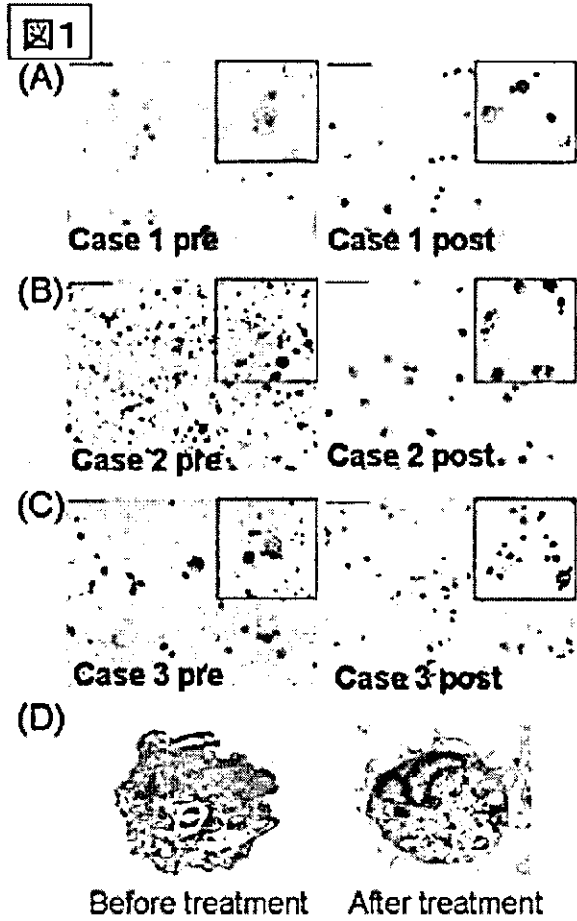 図1
(A)
Case 1 pre
Case 1 post
(B)
Case 2 pre
Case 2 post
(C)
Case 3 pre
Case 3 post
(D)
Before treatment
After treatment